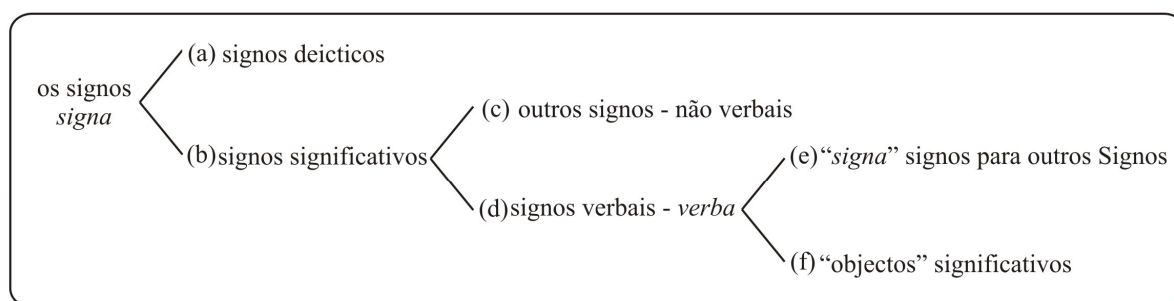 (a) signos deicticos
os signos
signa
(c) outros signos - não verbais
(b) signos significativos
(e) “signa” signos para outros Signos
(d) signos verbais - verba
(f) “objectos” significativos